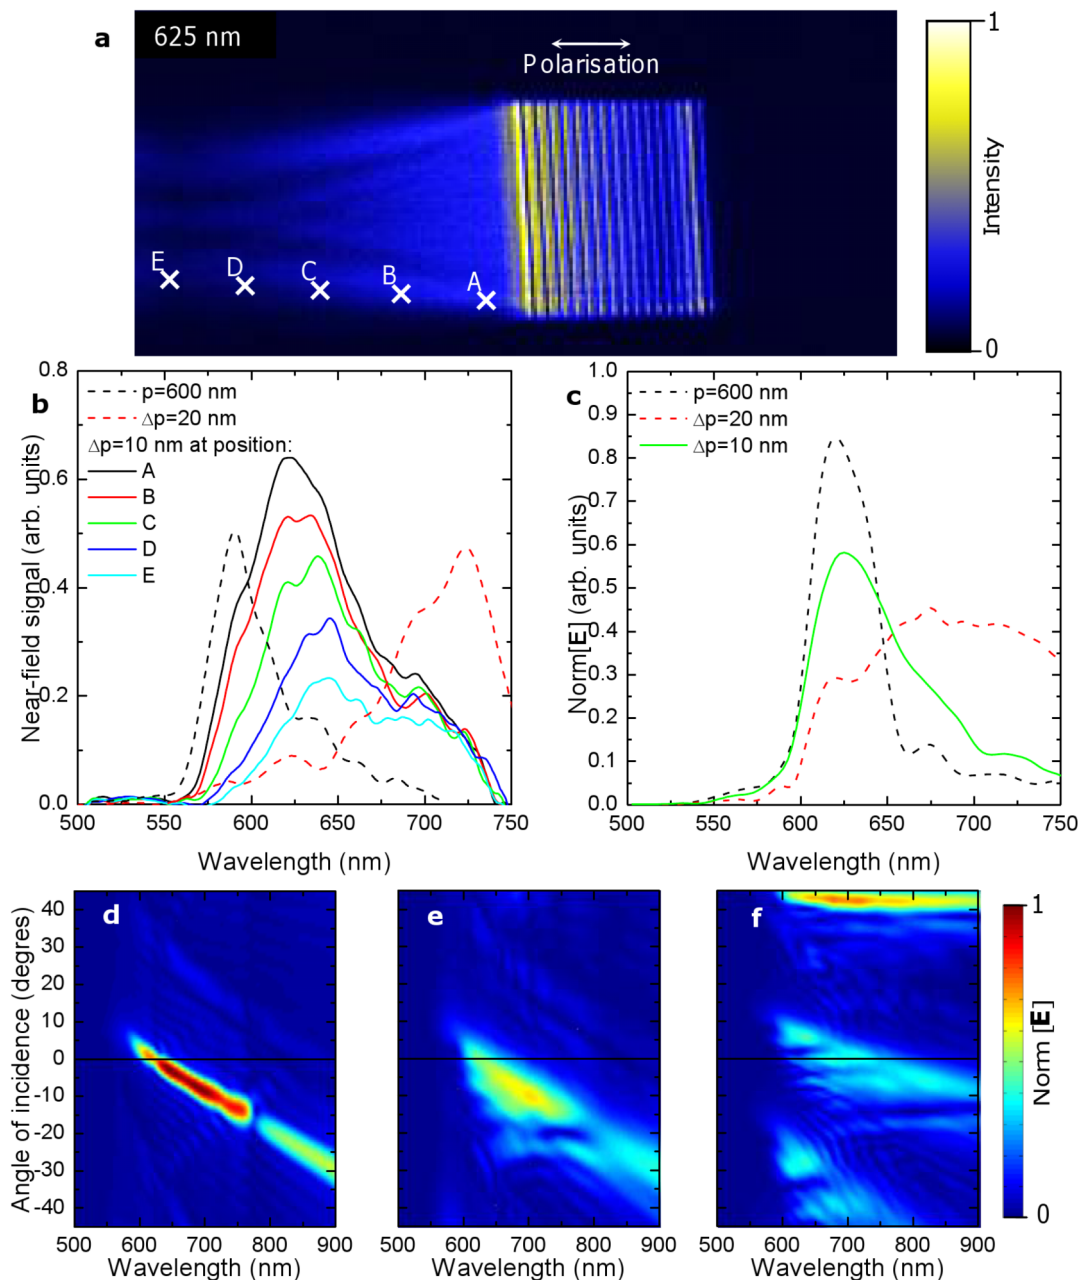 a
625 nm
Polarisation
E
D
C
B
A
1
Intensity
0
b
p=600 nm
Δp=20 nm
Δp=10 nm at position:
A
B
C
D
E
0.8
0.6
0.4
0.2
0.0
Near-field signal (arb. units)
500 550 600 650 700 750
Wavelength (nm)
c
p=600 nm
Δp=20 nm
Δp=10 nm
1.0
0.9
0.8
0.7
0.6
0.5
0.4
0.3
0.2
0.1
0.0
Norm[E] (arb. units)
500 550 600 650 700 750
Wavelength (nm)
d
40
30
20
10
0
-10
-20
-30
-40
Angle of incidence (degres)
500 600 700 800 900
Wavelength (nm)
e
500 600 700 800 900
Wavelength (nm)
f
500 600 700 800 900
Wavelength (nm)
1
Norm [E]
0